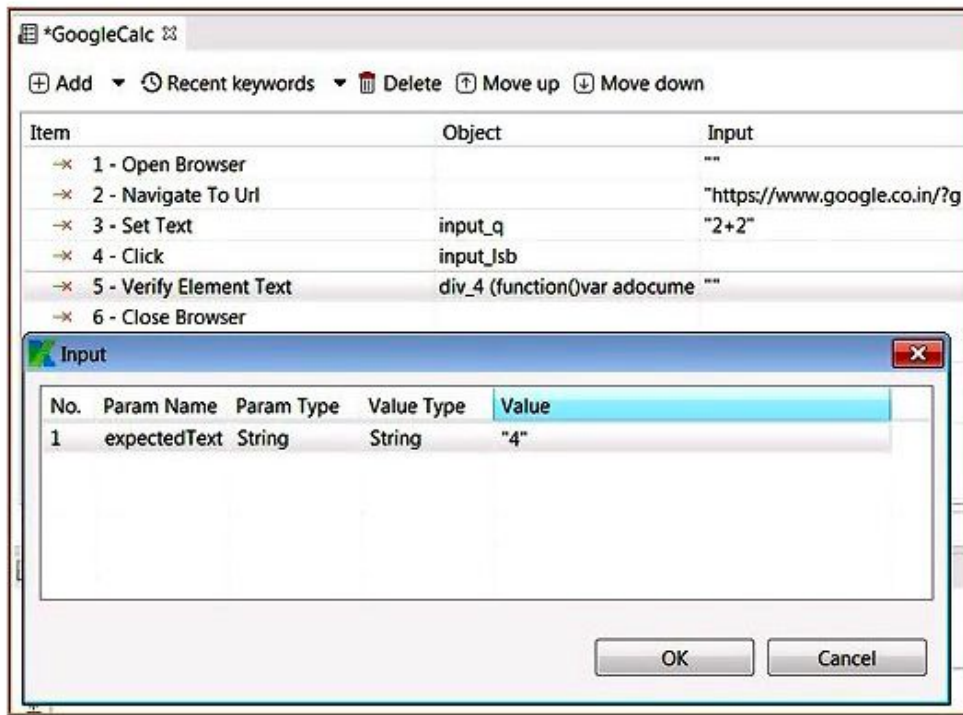 *GoogleCalc
Add Recent keywords Delete Move up Move down
Item Object Input
1 - Open Browser ""
2 - Navigate To Url "https://www.google.co.in/?g
3 - Set Text input_q "2+2"
4 - Click input_lsb
5 - Verify Element Text div_4 (function()var adocume ""
6 - Close Browser
Input
No. Param Name Param Type Value Type Value
1 expectedText String String "4"
OK Cancel